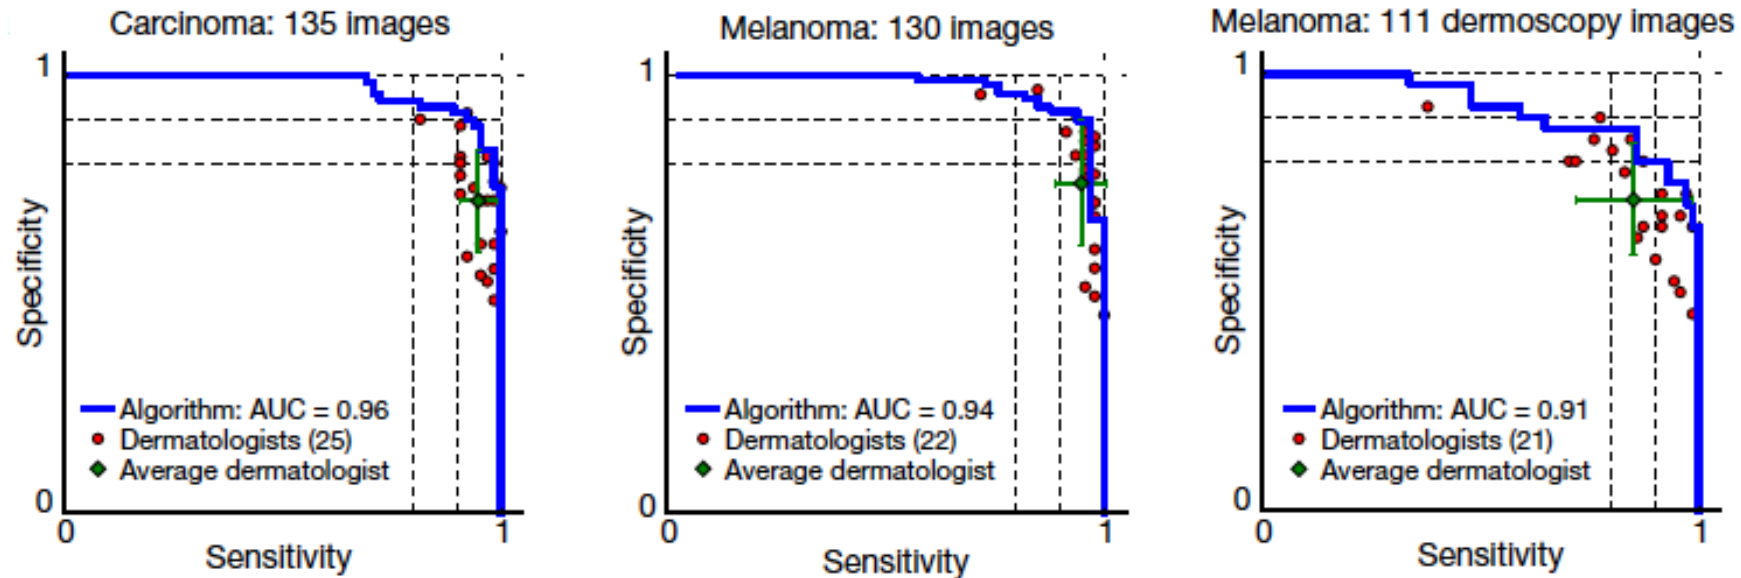 Carcinoma: 135 images
1
Specificity
Algorithm: AUC = 0.96
Dermatologists (25)
Average dermatologist
0
0
1
Sensitivity
Melanoma: 130 images
1
Specificity
Algorithm: AUC = 0.94
Dermatologists (22)
Average dermatologist
0
0
1
Sensitivity
Melanoma: 111 dermoscopy images
1
Specificity
Algorithm: AUC = 0.91
Dermatologists (21)
Average dermatologist
0
0
1
Sensitivity